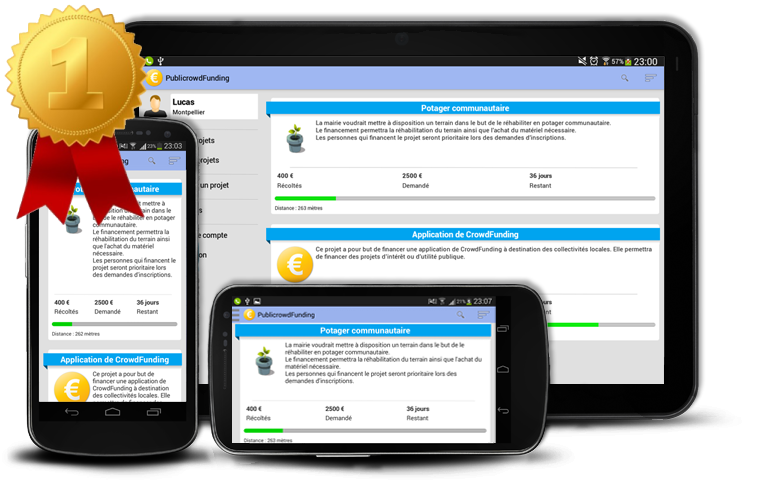 1
23:00
57%
PublicrowdFunding
Lucas
Montpellier
ojets
projets
un projet
s
e compte
on
Potager communautaire
La mairie voudrait mettre à disposition un terrain dans le but de le réhabiliter en potager communautaire.
Le financement permettra la réhabilitation du terrain ainsi que l'achat du matériel nécessaire.
Les personnes qui financent le projet seront prioritaire lors des demandes d'inscriptions.
400 € 2500 € 36 jours
Récoltés Demandé Restant
Distance : 263 mètres
Application de CrowdFunding
Ce projet a pour but de financer une application de CrowdFunding à destination des collectivités locales. Elle permettra
de financer des projets d'intérêt ou d'utilité publique.
23% 23:03
dFunding
communautaire
mettre à
disposition un terrain
dans le but de le
réhabiliter en potager
communautaire.
Le financement permettra la
réhabilitation du terrain ainsi
que l'achat du matériel
nécessaire.
Les personnes qui financent le
projet seront prioritaire lors
des demandes d'inscriptions.
400 € 2500 € 36 jours
Récoltés Demandé Restant
Distance : 262 mètres
Application de CrowdFunding
Ce projet a pour but de
financer une application de
CrowdFunding à destination
des collectivités locales. Elle
21% 23:07
PublicrowdFunding
Potager communautaire
La mairie voudrait mettre à disposition un terrain dans le but de le
réhabiliter en potager communautaire.
Le financement permettra la réhabilitation du terrain ainsi que l'achat du
matériel nécessaire.
Les personnes qui financent le projet seront prioritaire lors des
demandes d'inscriptions.
400 € 2500 € 36 jours
Récoltés Demandé Restant
Distance : 263 mètres